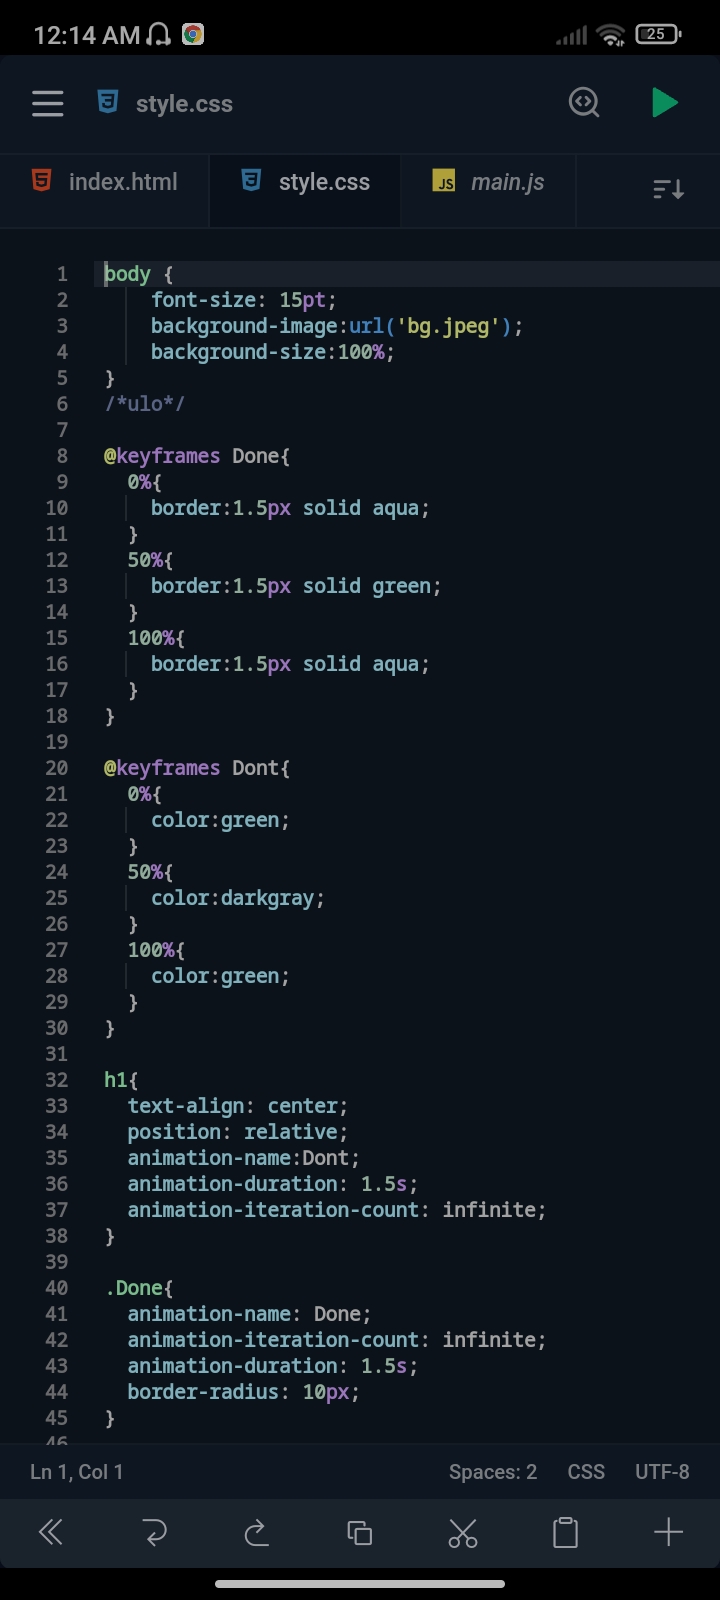 12:14 AM 25
style.css
index.html style.css JS main.js
1 body {
2 font-size: 15pt;
3 background-image:url('bg.jpeg');
4 background-size:100%;
5 }
6 /*ulo*/
7
8 @keyframes Done{
9 0%{
10 border:1.5px solid aqua;
11 }
12 50%{
13 border:1.5px solid green;
14 }
15 100%{
16 border:1.5px solid aqua;
17 }
18 }
19
20 @keyframes Dont{
21 0%{
22 color:green;
23 }
24 50%{
25 color:darkgray;
26 }
27 100%{
28 color:green;
29 }
30 }
31
32 h1{
33 text-align: center;
34 position: relative;
35 animation-name:Dont;
36 animation-duration: 1.5s;
37 animation-iteration-count: infinite;
38 }
39
40 .Done{
41 animation-name: Done;
42 animation-iteration-count: infinite;
43 animation-duration: 1.5s;
44 border-radius: 10px;
45 }
46
Ln 1, Col 1 Spaces: 2 CSS UTF-8